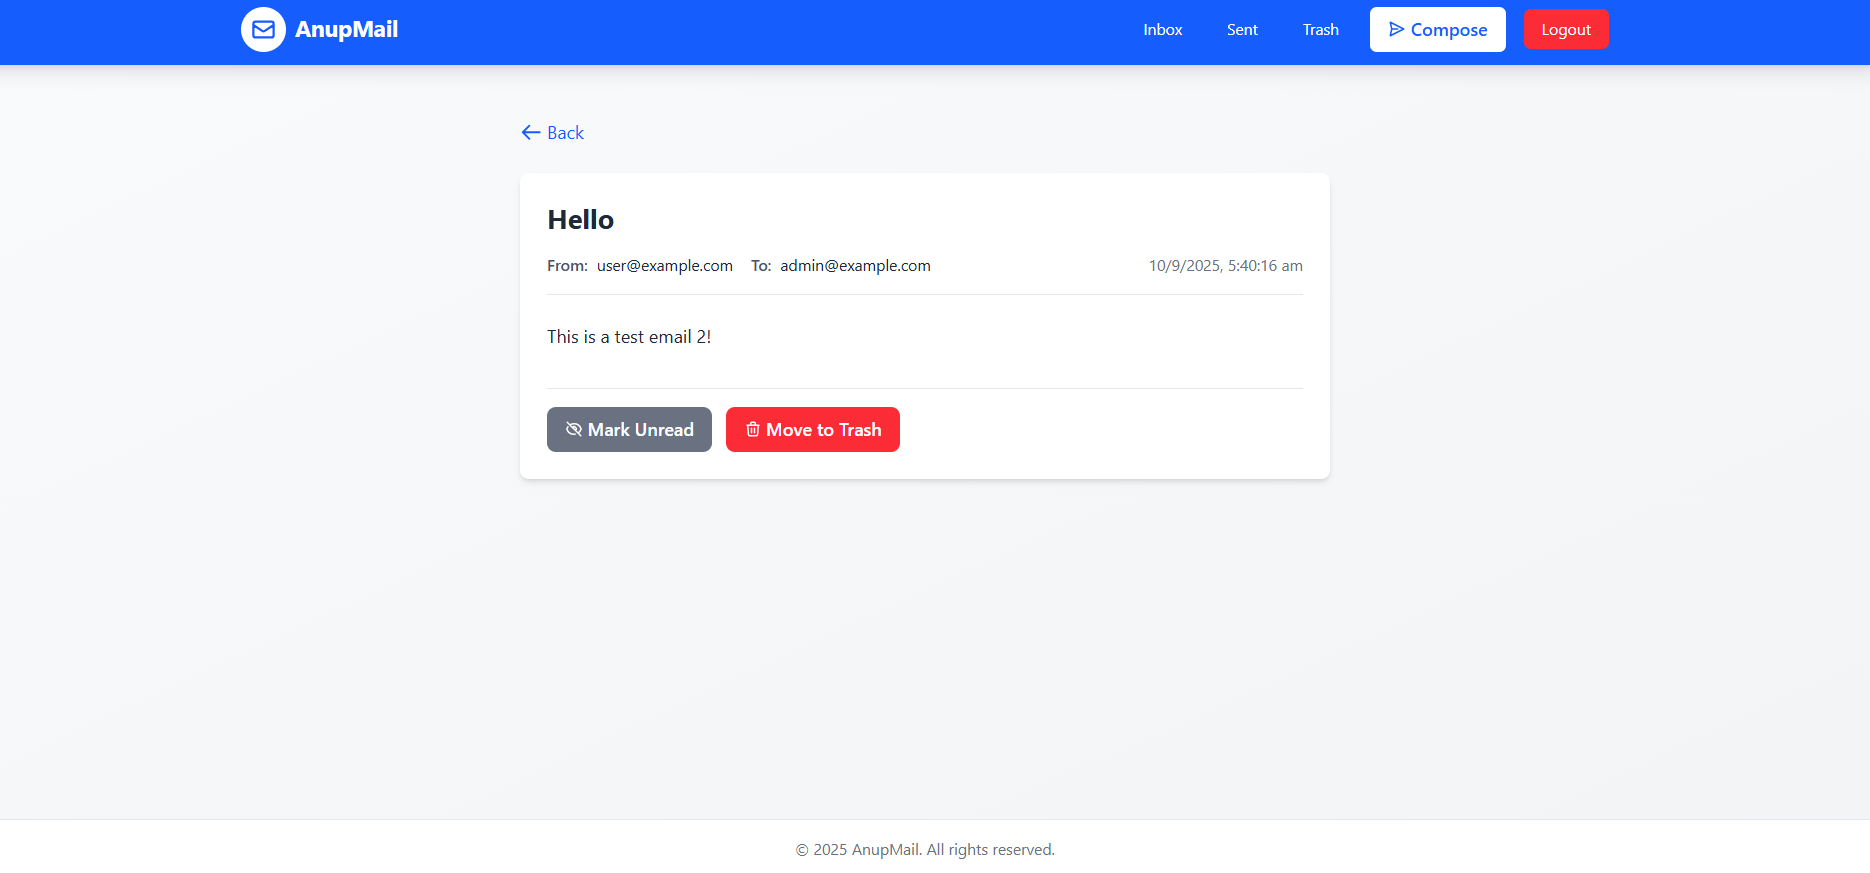 AnupMail
Inbox Sent Trash Compose Logout
Back
Hello
From: user@example.com To: admin@example.com 10/9/2025, 5:40:16 am
This is a test email 2!
Mark Unread Move to Trash
© 2025 AnupMail. All rights reserved.